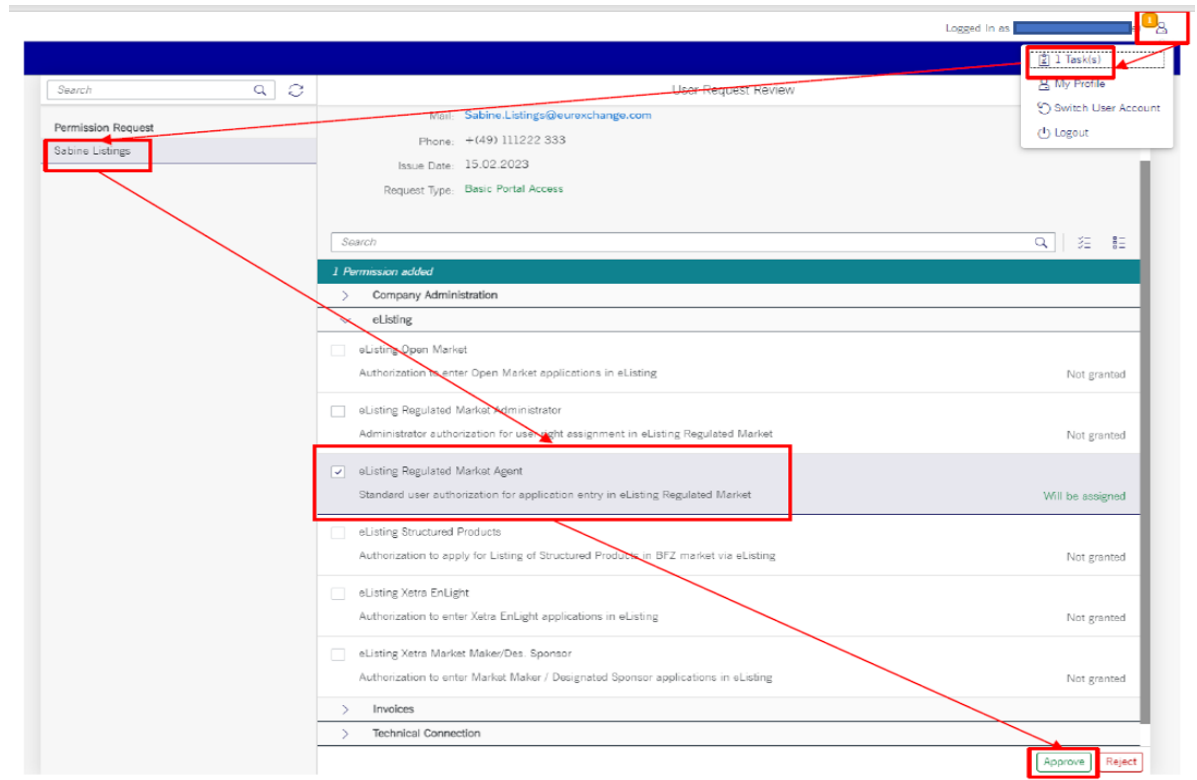 Logged in as
1
1 Task(s)
My Profile
Switch User Account
Logout
Search
User Request Review
Permission Request
Sabine Listings
Mail: Sabine.Listings@eurexchange.com
Phone: +(49) 111222 333
Issue Date: 15.02.2023
Request Type: Basic Portal Access
Search
1 Permission added
Company Administration
eListing
eListing Open Market
Authorization to enter Open Market applications in eListing
Not granted
eListing Regulated Market Administrator
Administrator authorization for user right assignment in eListing Regulated Market
Not granted
eListing Regulated Market Agent
Standard user authorization for application entry in eListing Regulated Market
Will be assigned
eListing Structured Products
Authorization to apply for Listing of Structured Products in BFZ market via eListing
Not granted
eListing Xetra EnLight
Authorization to enter Xetra EnLight applications in eListing
Not granted
eListing Xetra Market Maker/Des. Sponsor
Authorization to enter Market Maker / Designated Sponsor applications in eListing
Not granted
Invoices
Technical Connection
Approve Reject